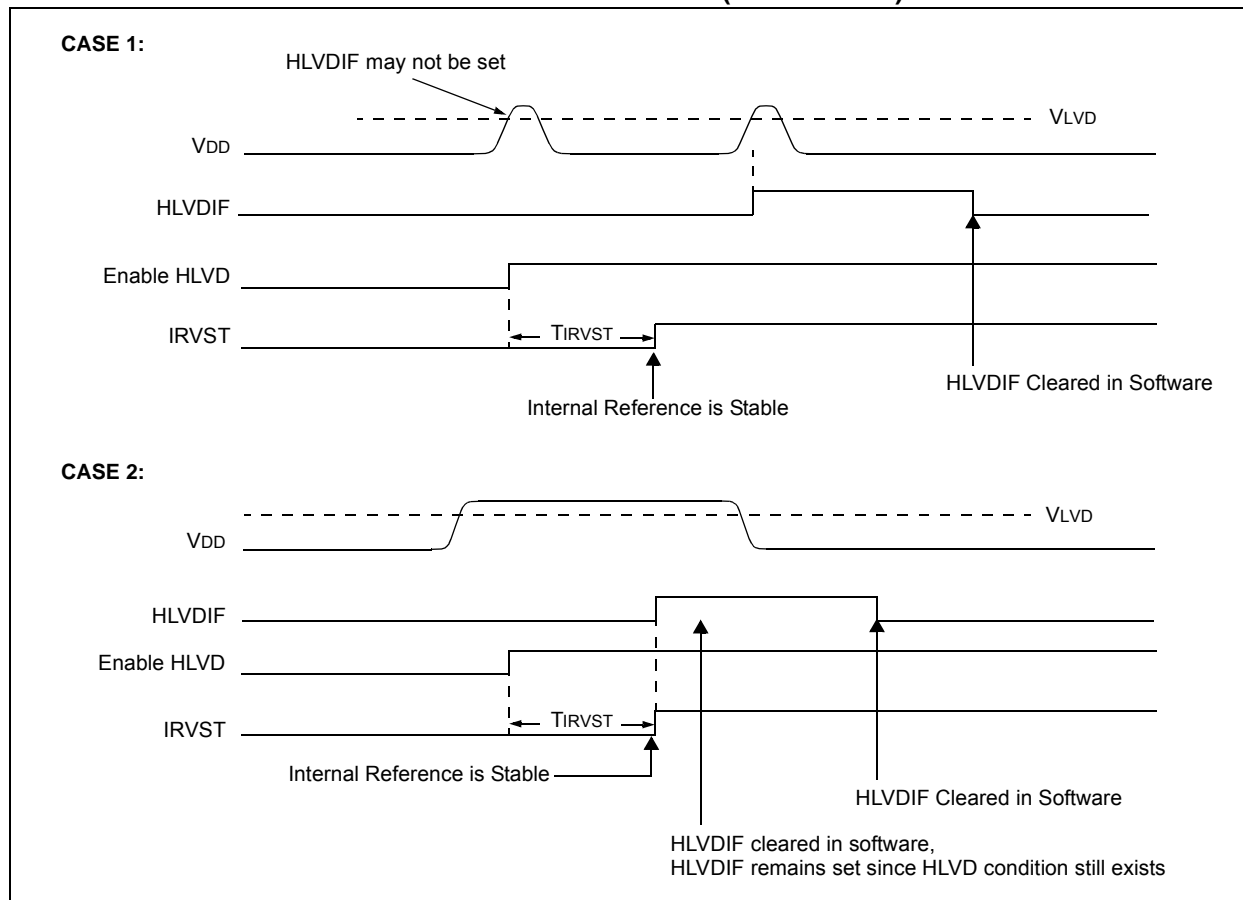 CASE 1:
HLVDIF may not be set
VLVD
VDD
HLVDIF
Enable HLVD
TIRVST
IRVST
HLVDIF Cleared in Software
Internal Reference is Stable
CASE 2:
VLVD
VDD
HLVDIF
Enable HLVD
TIRVST
IRVST
Internal Reference is Stable
HLVDIF Cleared in Software
HLVDIF cleared in software,
HLVDIF remains set since HLVD condition still exists